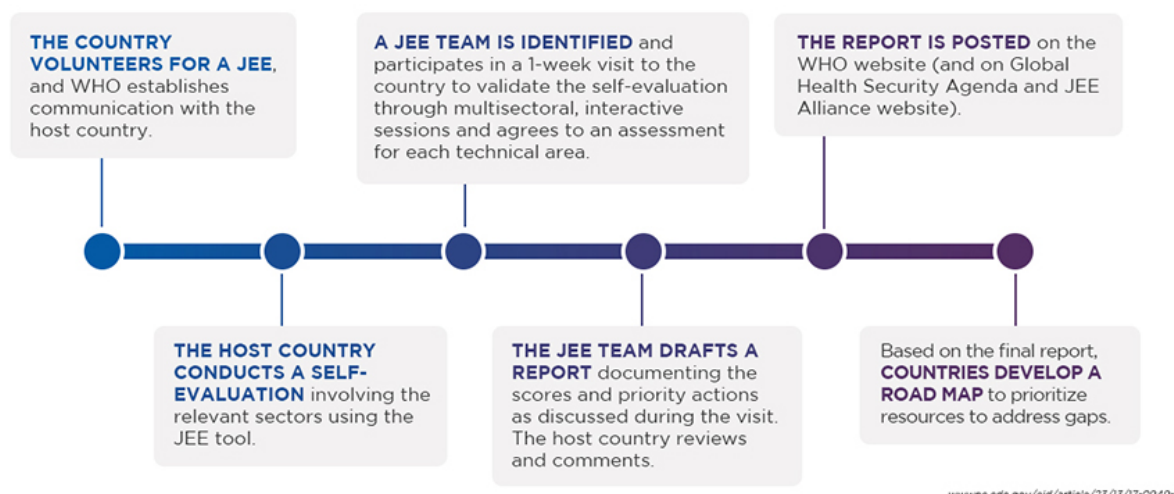 THE COUNTRY
VOLUNTEERS FOR A JEE,
and WHO establishes
communication with the
host country.
THE HOST COUNTRY
CONDUCTS A SELF-
EVALUATION involving the
relevant sectors using the
JEE tool.
A JEE TEAM IS IDENTIFIED and
participates in a 1-week visit to the
country to validate the self-evaluation
through multisectoral, interactive
sessions and agrees to an assessment
for each technical area.
THE JEE TEAM DRAFTS A
REPORT documenting the
scores and priority actions
as discussed during the visit.
The host country reviews
and comments.
THE REPORT IS POSTED on the
WHO website (and on Global
Health Security Agenda and JEE
Alliance website).
Based on the final report,
COUNTRIES DEVELOP A
ROAD MAP to prioritize
resources to address gaps.